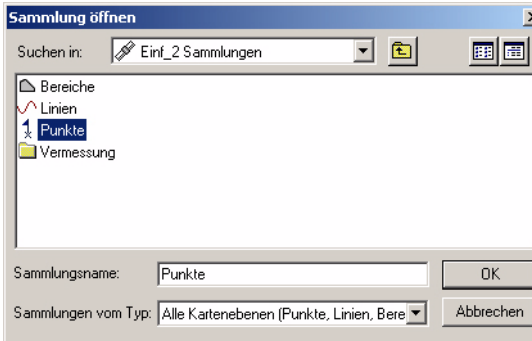 Sammlung öffnen
Suchen in: Einf_2 Sammlungen
Bereiche
Linien
Punkte
Vermessung
Sammlungsname: Punkte OK
Sammlungen vom Typ: Alle Kartenebenen (Punkte, Linien, Bere Abbrechen